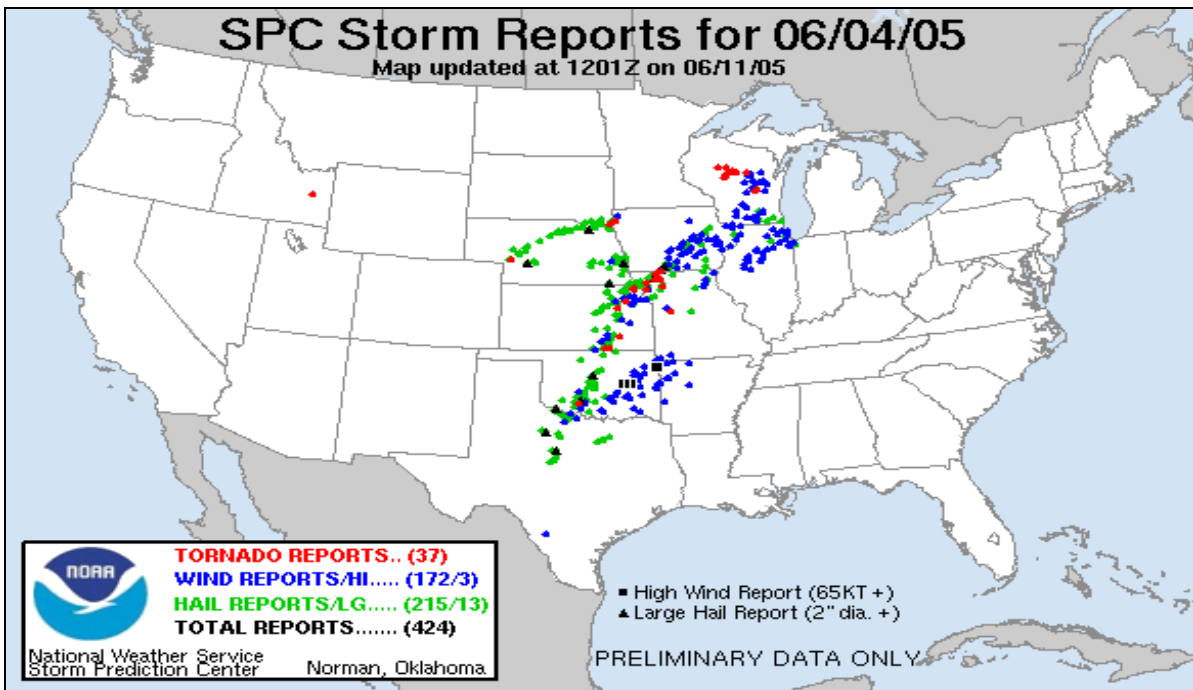 SPC Storm Reports for 06/04/05
Map updated at 1201Z on 06/11/05
NOAA
TORNADO REPORTS.. (37)
WIND REPORTS/HI..... (172/3)
HAIL REPORTS/LG..... (215/13)
TOTAL REPORTS....... (424)
National Weather Service
Storm Prediction Center
Norman, Oklahoma
High Wind Report (65KT +)
Large Hail Report (2" dia. +)
PRELIMINARY DATA ONLY